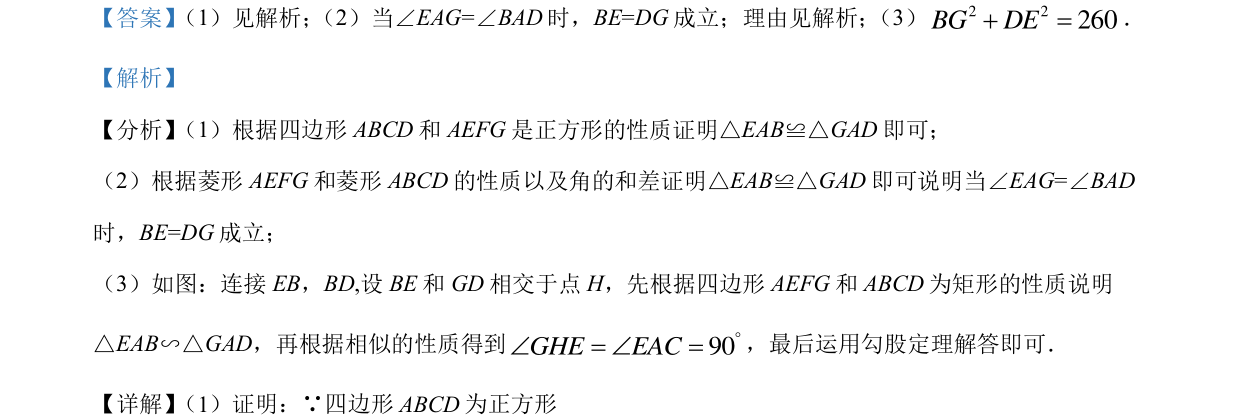 【答案】（1）见解析；（2）当∠EAG=∠BAD时，BE=DG成立；理由见解析；（3）BG²+DE²=260．
【解析】
【分析】（1）根据四边形 ABCD 和 AEFG 是正方形的性质证明△EAB≌△GAD 即可；
（2）根据菱形 AEFG 和菱形 ABCD 的性质以及角的和差证明△EAB≌△GAD 即可说明当∠EAG=∠BAD
时，BE=DG 成立；
（3）如图：连接 EB，BD,设 BE 和 GD 相交于点 H，先根据四边形 AEFG 和 ABCD 为矩形的性质说明
△EAB∽△GAD，再根据相似的性质得到∠GHE=∠EAC=90°，最后运用勾股定理解答即可．
【详解】（1）证明：∵四边形 ABCD 为正方形